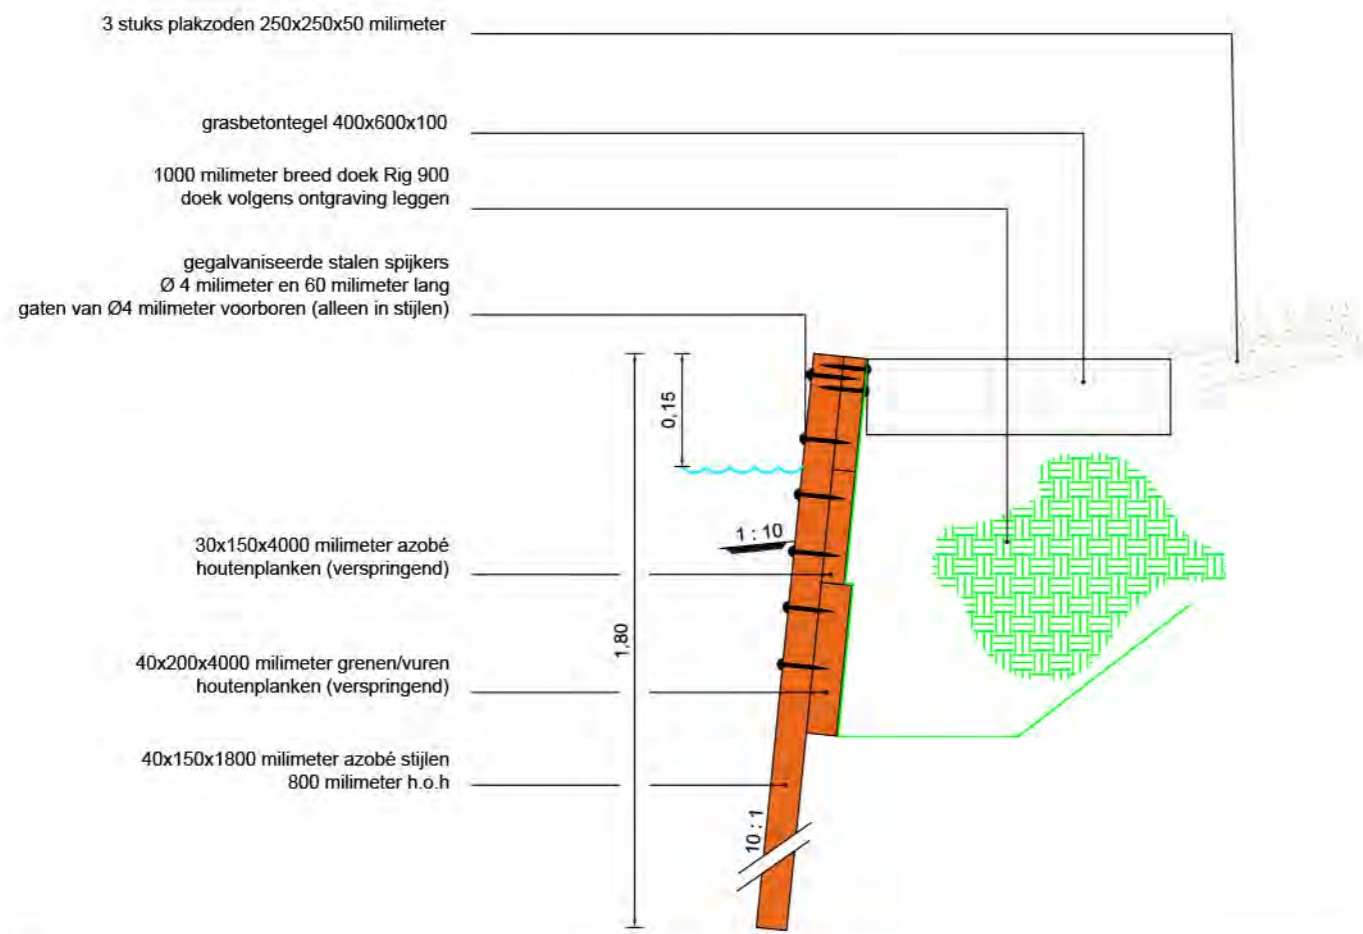 3 stuks plakzoden 250x250x50 milimeter
grasbetontegel 400x600x100
1000 milimeter breed doek Rig 900
doek volgens ontgraving leggen
gegalvaniseerde stalen spijkers
Ø 4 milimeter en 60 milimeter lang
gaten van Ø4 milimeter voorboren (alleen in stijlen)
0,15
1 : 10
30x150x4000 milimeter azobé
houtenplanken (verspringend)
1,80
40x200x4000 milimeter grenen/vuren
houtenplanken (verspringend)
40x150x1800 milimeter azobé stijlen
800 milimeter h.o.h
10 : 1